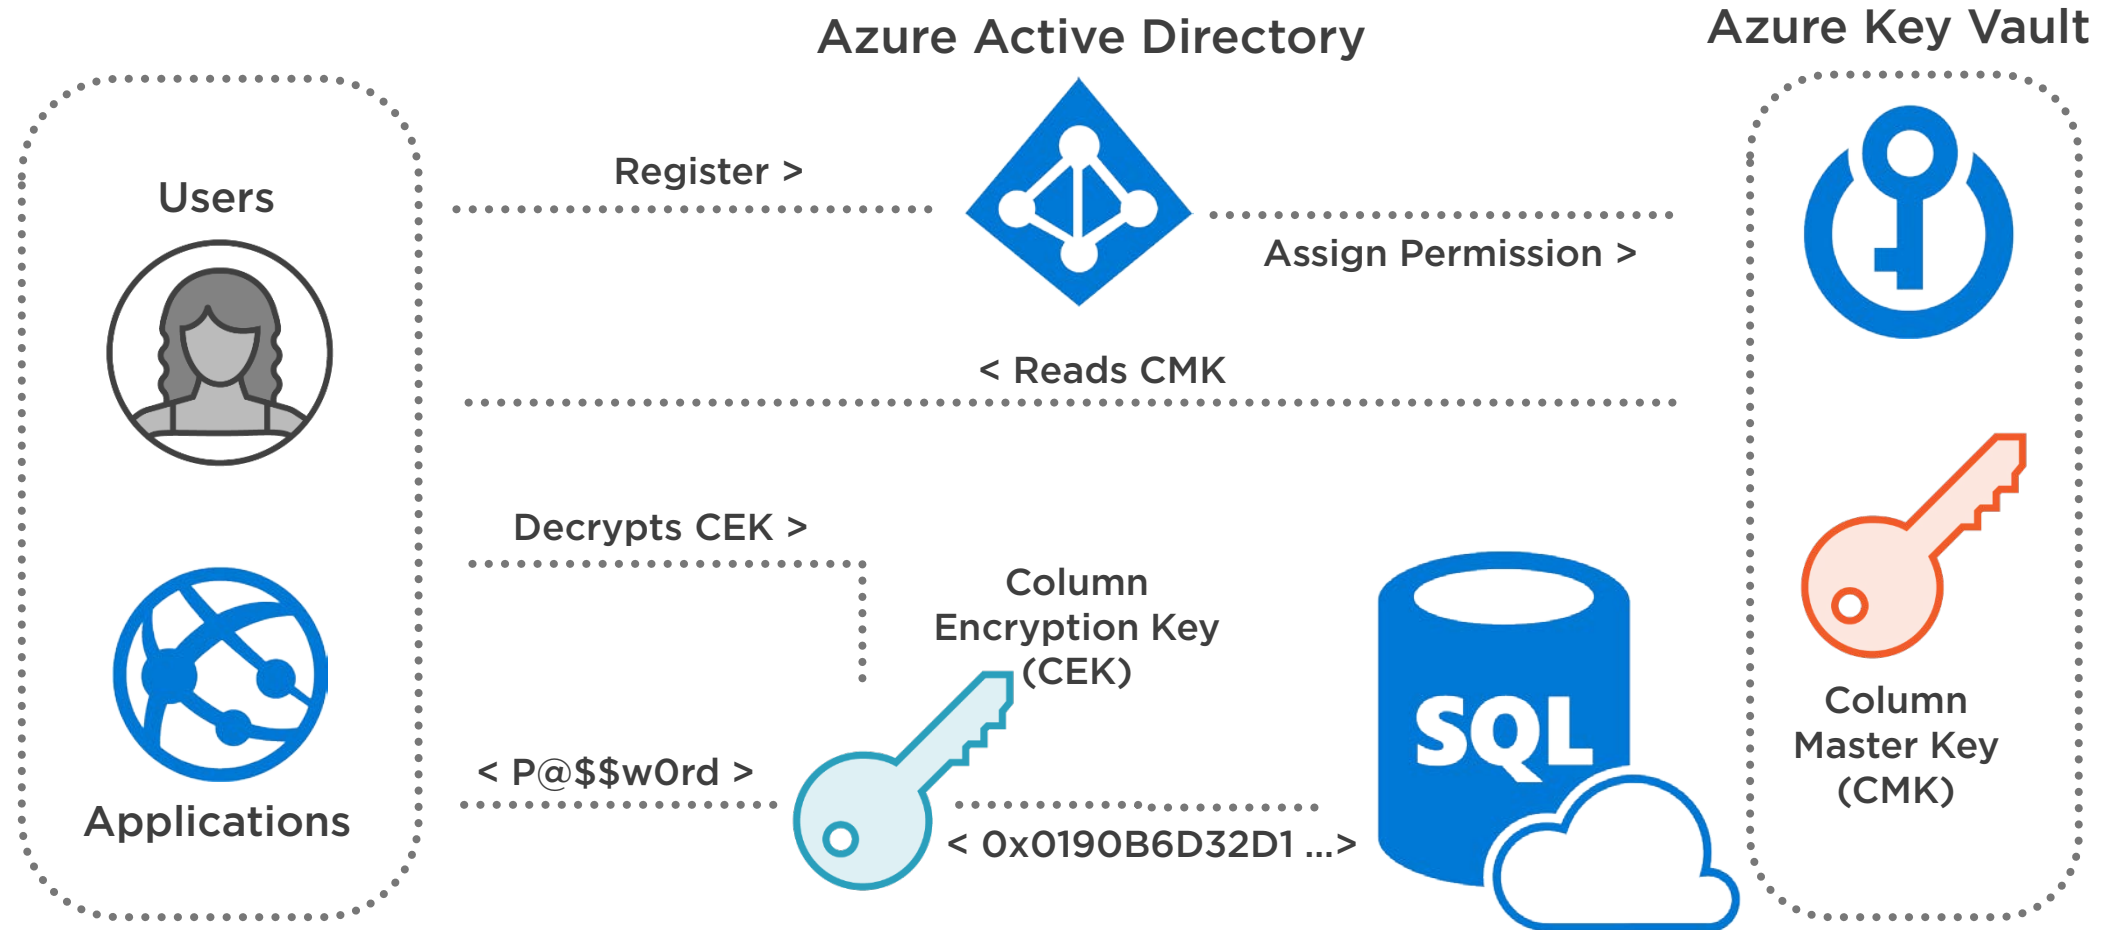 Azure Active Directory
Azure Key Vault
Users
Register >
Assign Permission >
< Reads CMK
Decrypts CEK >
Column
Encryption Key
(CEK)
SQL
Column
Master Key
(CMK)
< P@$$w0rd >
Applications
< 0x0190B6D32D1 ...>